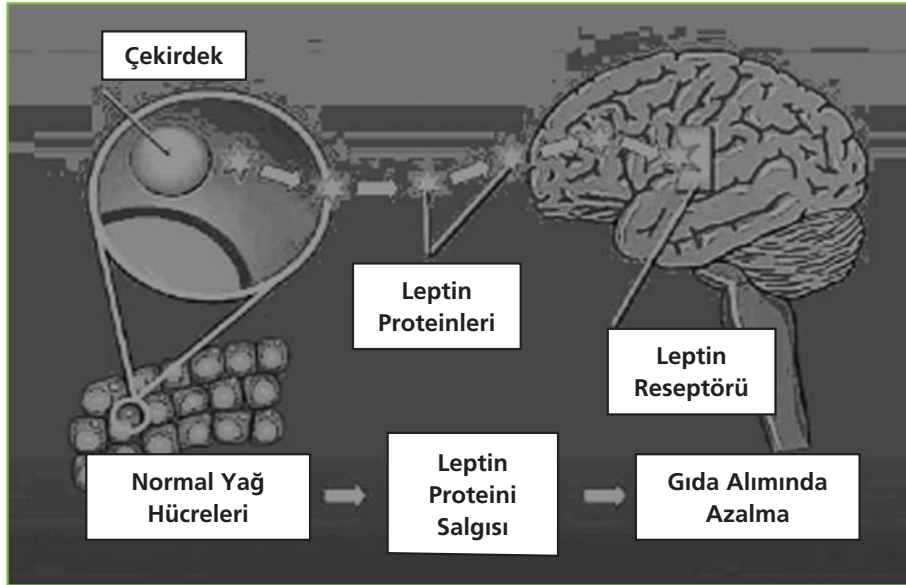 Çekirdek
Leptin
Proteinleri
Leptin
Reseptörü
Normal Yağ
Hücreleri
Leptin
Proteini
Salgısı
Gıda Alımında
Azalma